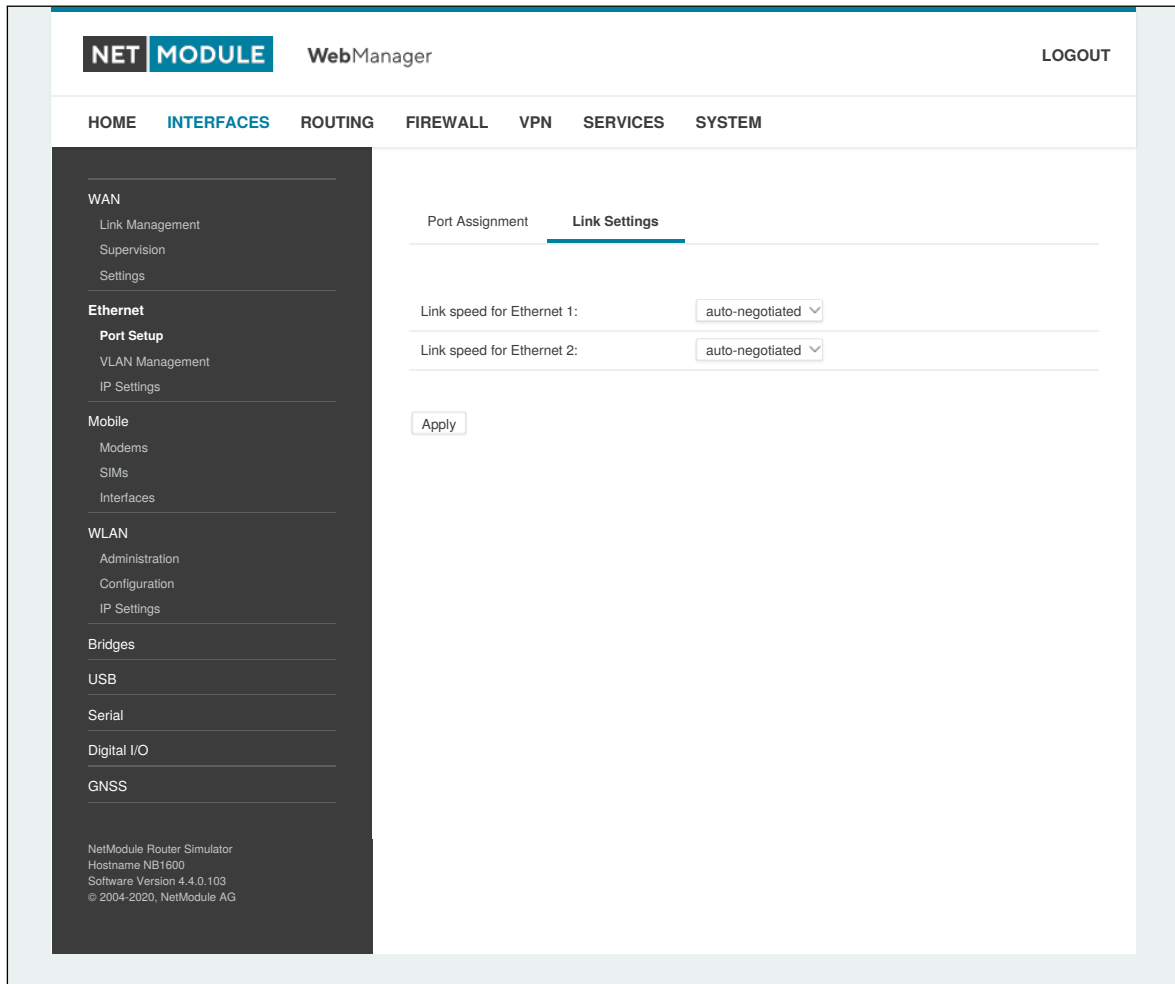 NET MODULE WebManager LOGOUT
HOME INTERFACES ROUTING FIREWALL VPN SERVICES SYSTEM
WAN
Link Management
Supervision
Settings
Ethernet
Port Setup
VLAN Management
IP Settings
Mobile
Modems
SIMs
Interfaces
WLAN
Administration
Configuration
IP Settings
Bridges
USB
Serial
Digital I/O
GNSS
NetModule Router Simulator
Hostname NB1600
Software Version 4.4.0.103
© 2004-2020, NetModule AG
Port Assignment Link Settings
Link speed for Ethernet 1: auto-negotiated
Link speed for Ethernet 2: auto-negotiated
Apply